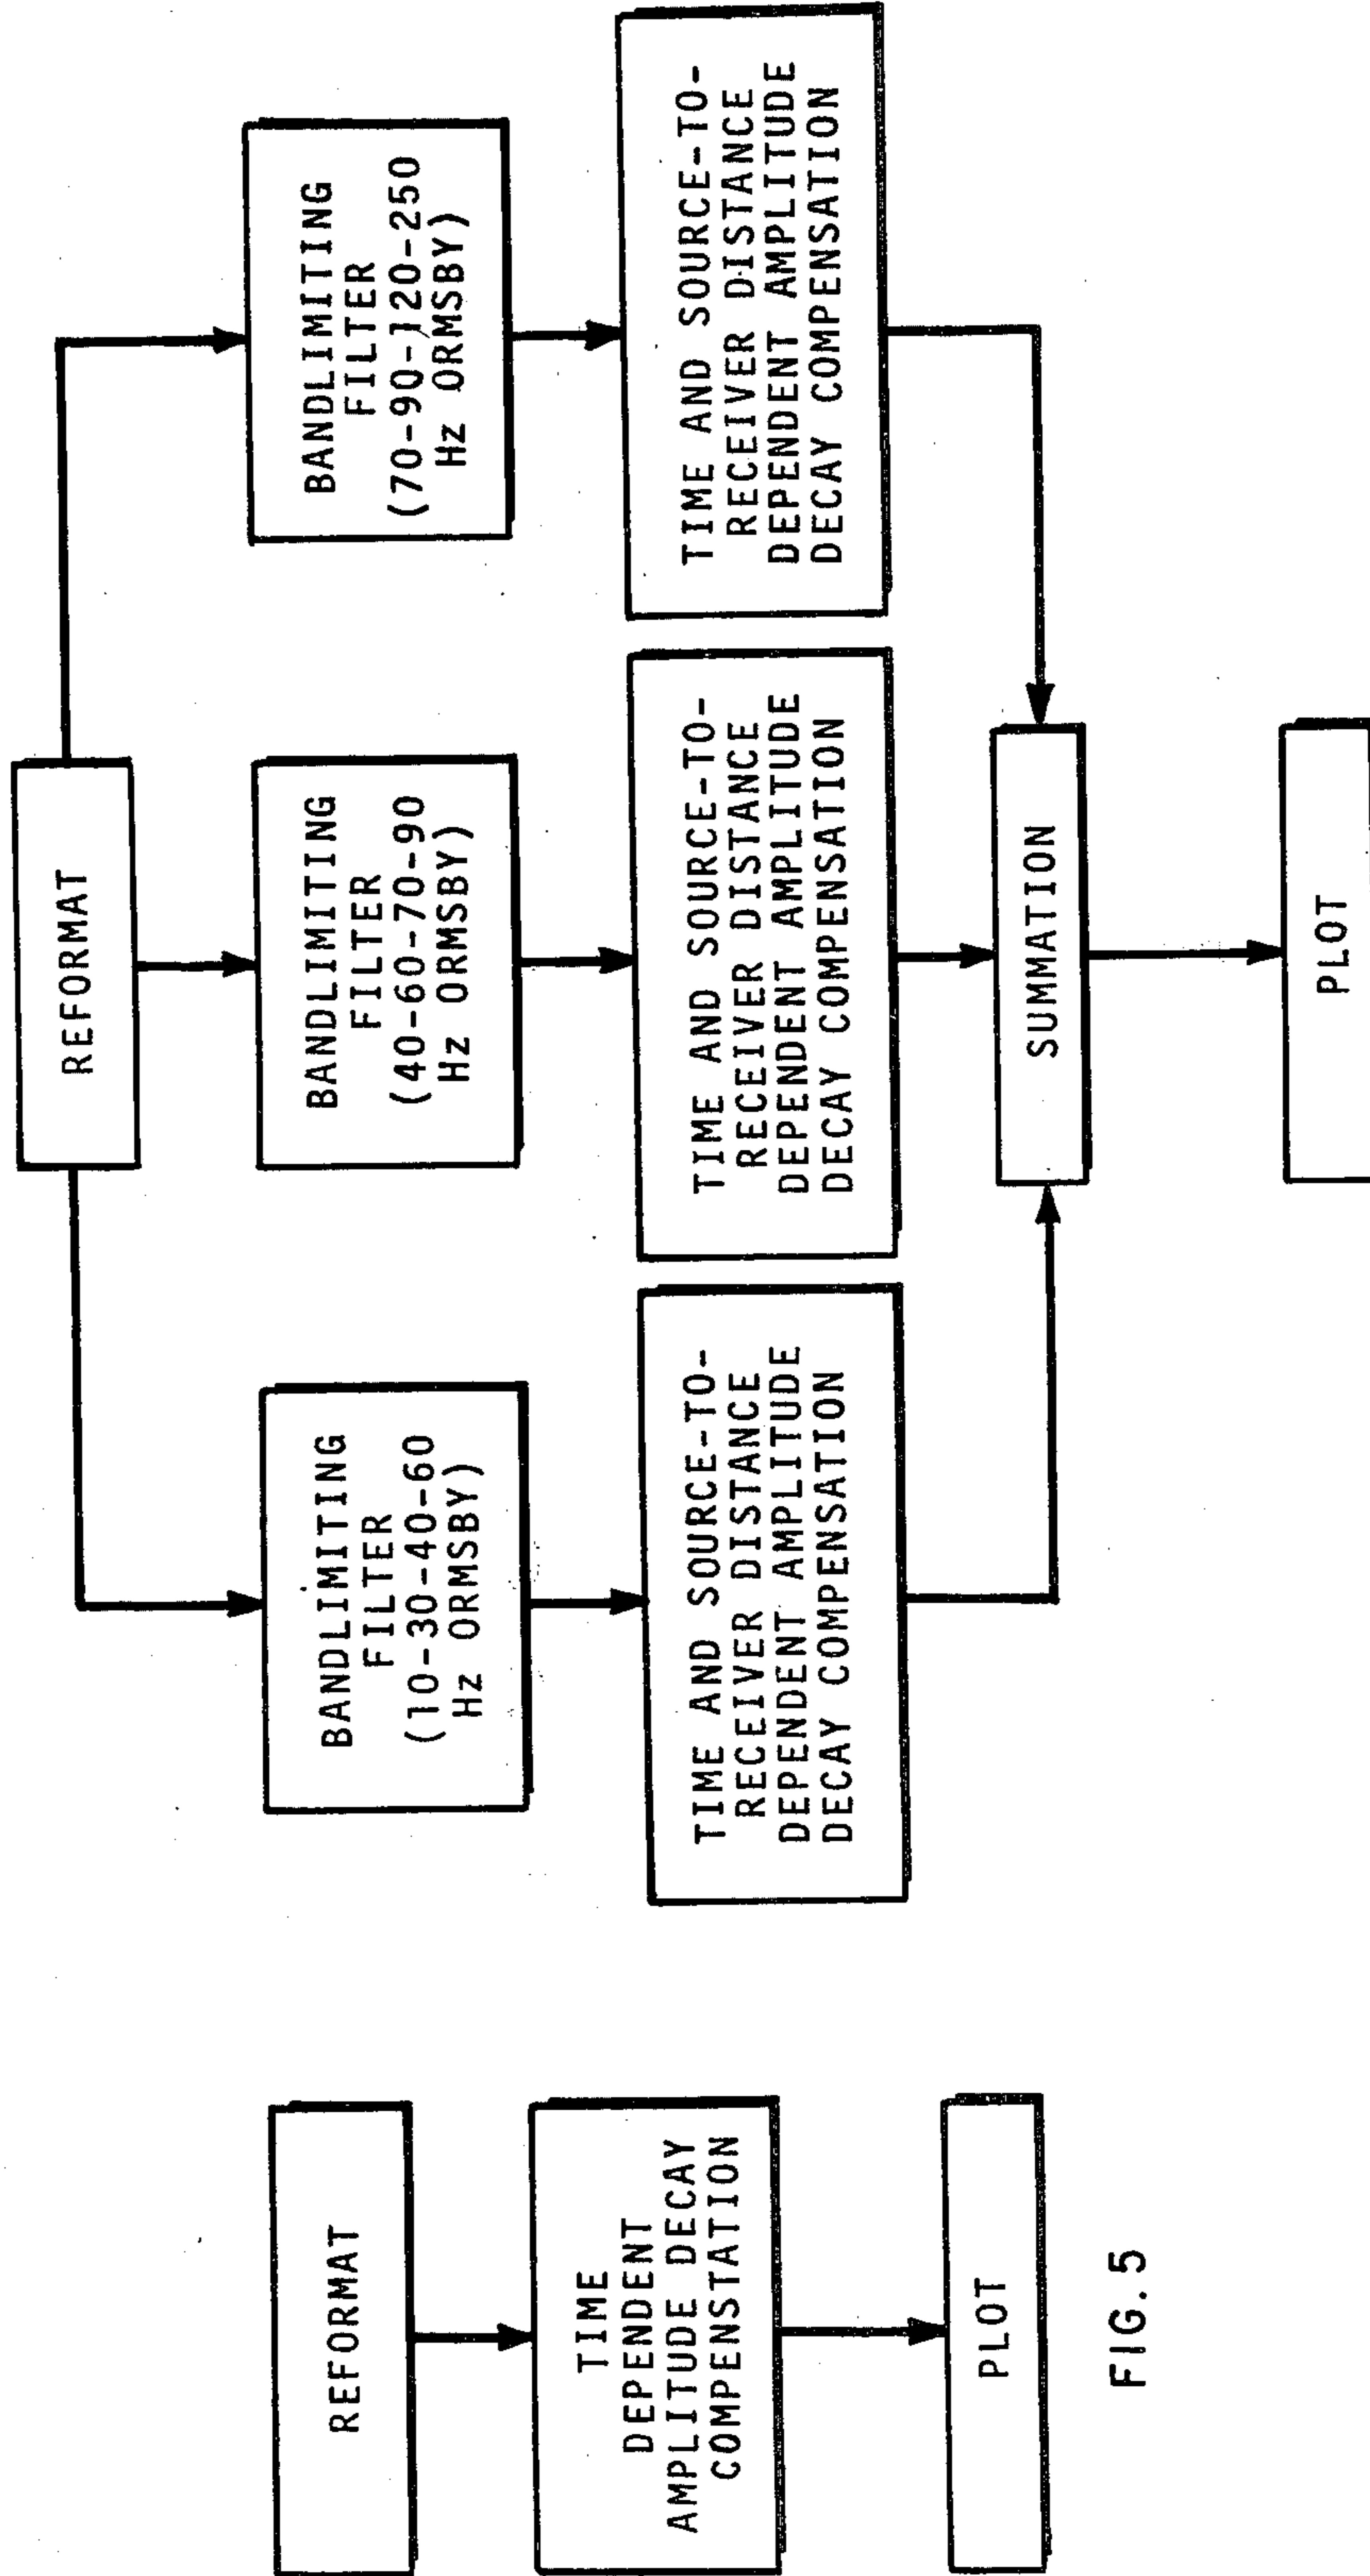 REFORMAT
TIME
DEPENDENT
AMPLITUDE DECAY
COMPENSTATION
PLOT
FIG.5
REFORMAT
BANDLIMITING
FILTER
(10-30-40-60
Hz ORMSBY)
TIME AND SOURCE-TO-
RECEIVER DISTANCE
DEPENDENT AMPLITUDE
DECAY COMPENSATION
BANDLIMITING
FILTER
(40-60-70-90
Hz ORMSBY)
TIME AND SOURCE-TO-
RECEIVER DISTANCE
DEPENDENT AMPLITUDE
DECAY COMPENSATION
BANDLIMITING
FILTER
(70-90-120-250
Hz ORMSBY)
TIME AND SOURCE-TO-
RECEIVER DISTANCE
DEPENDENT AMPLITUDE
DECAY COMPENSATION
SUMMATION
PLOT